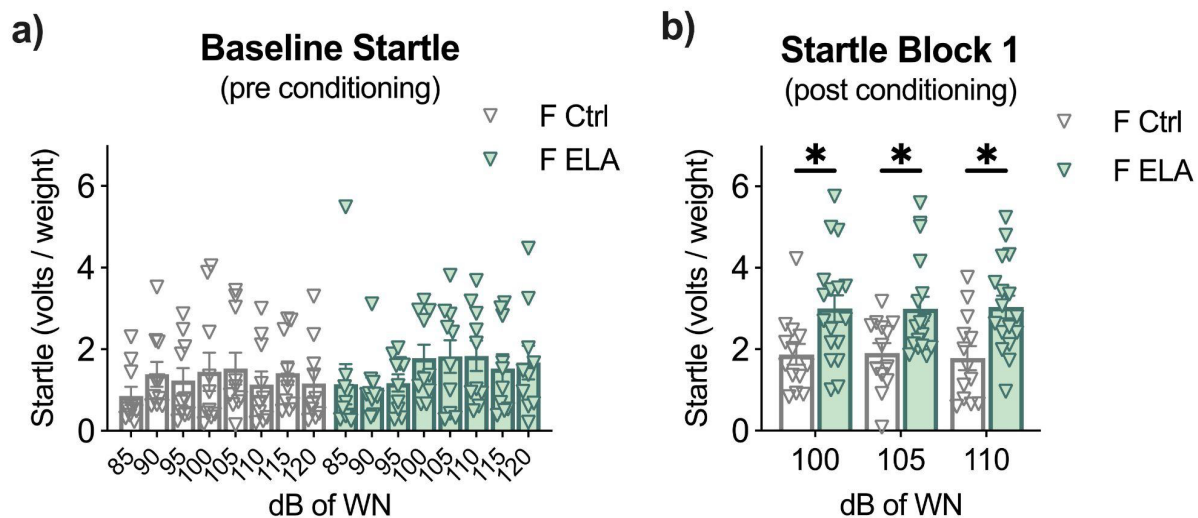 a)
Baseline Startle
(pre conditioning)
F Ctrl
F ELA
Startle (volts / weight)
6
4
2
0
85 90 95 100 105 110 115 120 85 90 95 100 105 110 115 120
dB of WN
b)
Startle Block 1
(post conditioning)
F Ctrl
F ELA
Startle (volts / weight)
* * *
6
4
2
0
100 105 110
dB of WN